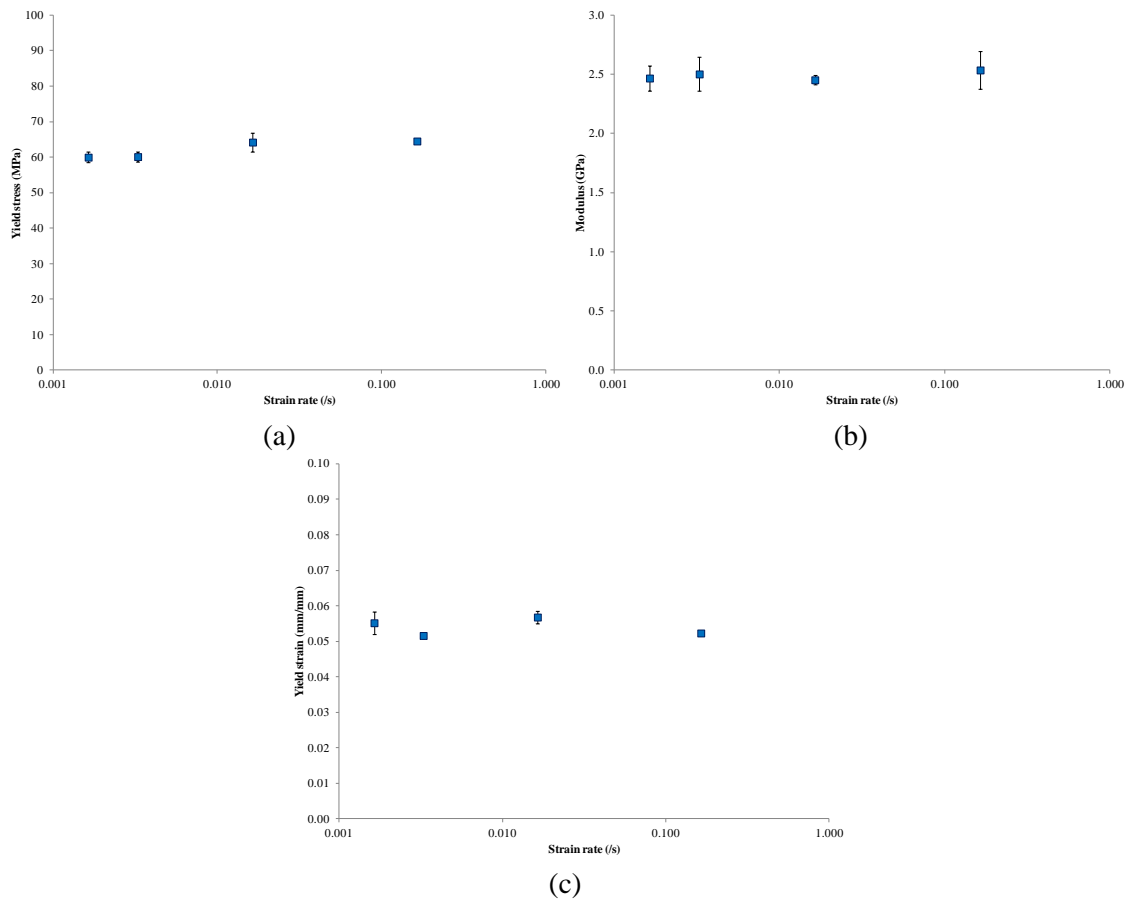 100
90
80
70
60
50
40
30
20
10
0
Yield stress (MPa)
0.001 0.010 0.100 1.000
Strain rate (/s)
(a)
3.0
2.5
2.0
1.5
1.0
0.5
0.0
Modulus (GPa)
0.001 0.010 0.100 1.000
Strain rate (/s)
(b)
0.10
0.09
0.08
0.07
0.06
0.05
0.04
0.03
0.02
0.01
0.00
Yield strain (mm/mm)
0.001 0.010 0.100 1.000
Strain rate (/s)
(c)